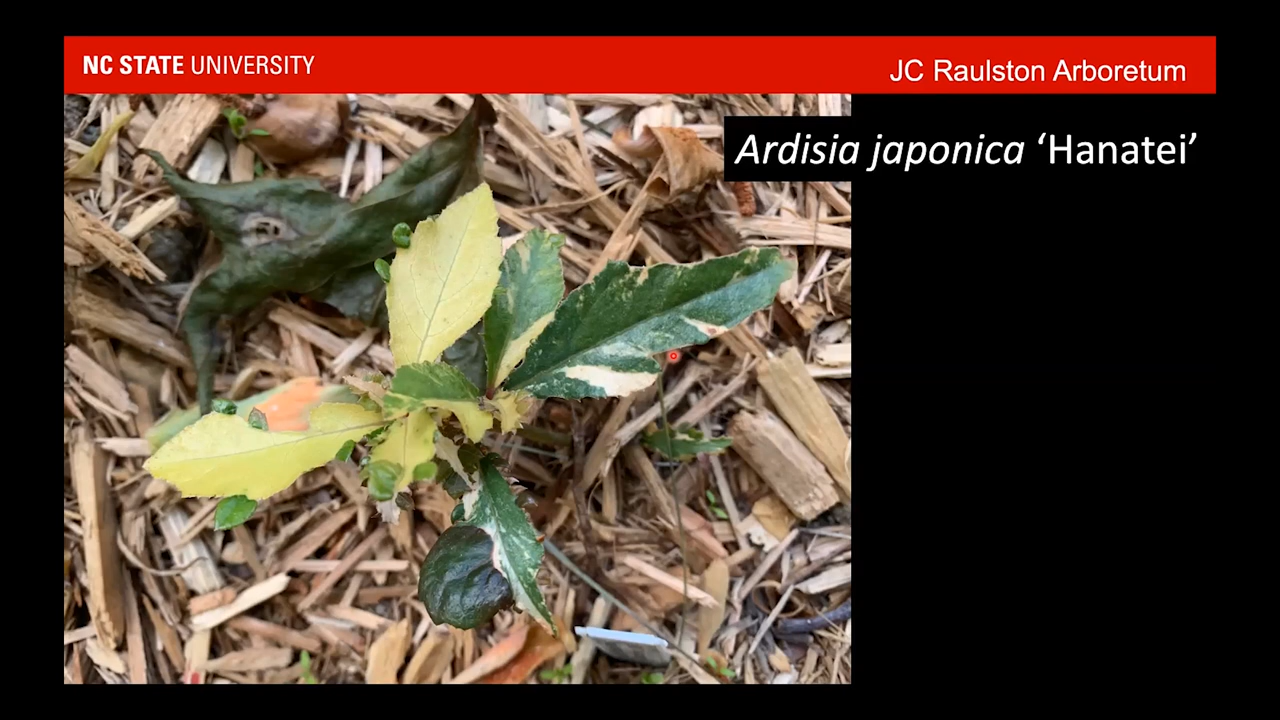 NC STATE UNIVERSITY
JC Raulston Arboretum
Ardisia japonica ‘Hanatei’